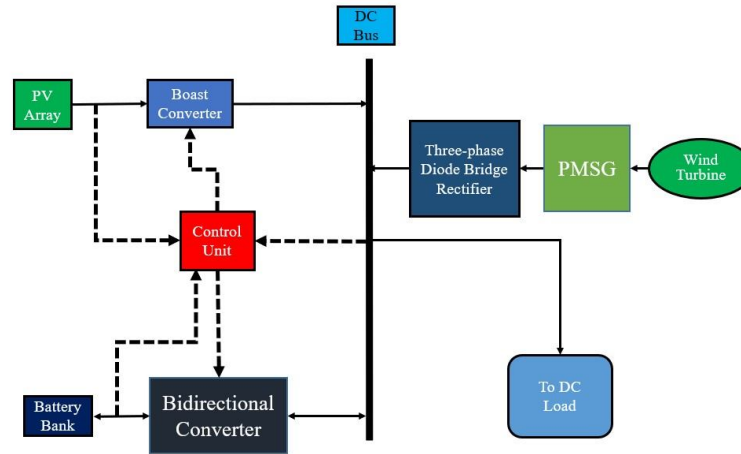 DC
Bus
PV
Array
Boast
Converter
Three-phase
Diode Bridge
Rectifier
PMSG
Wind
Turbine
Control
Unit
Battery
Bank
Bidirectional
Converter
To DC
Load